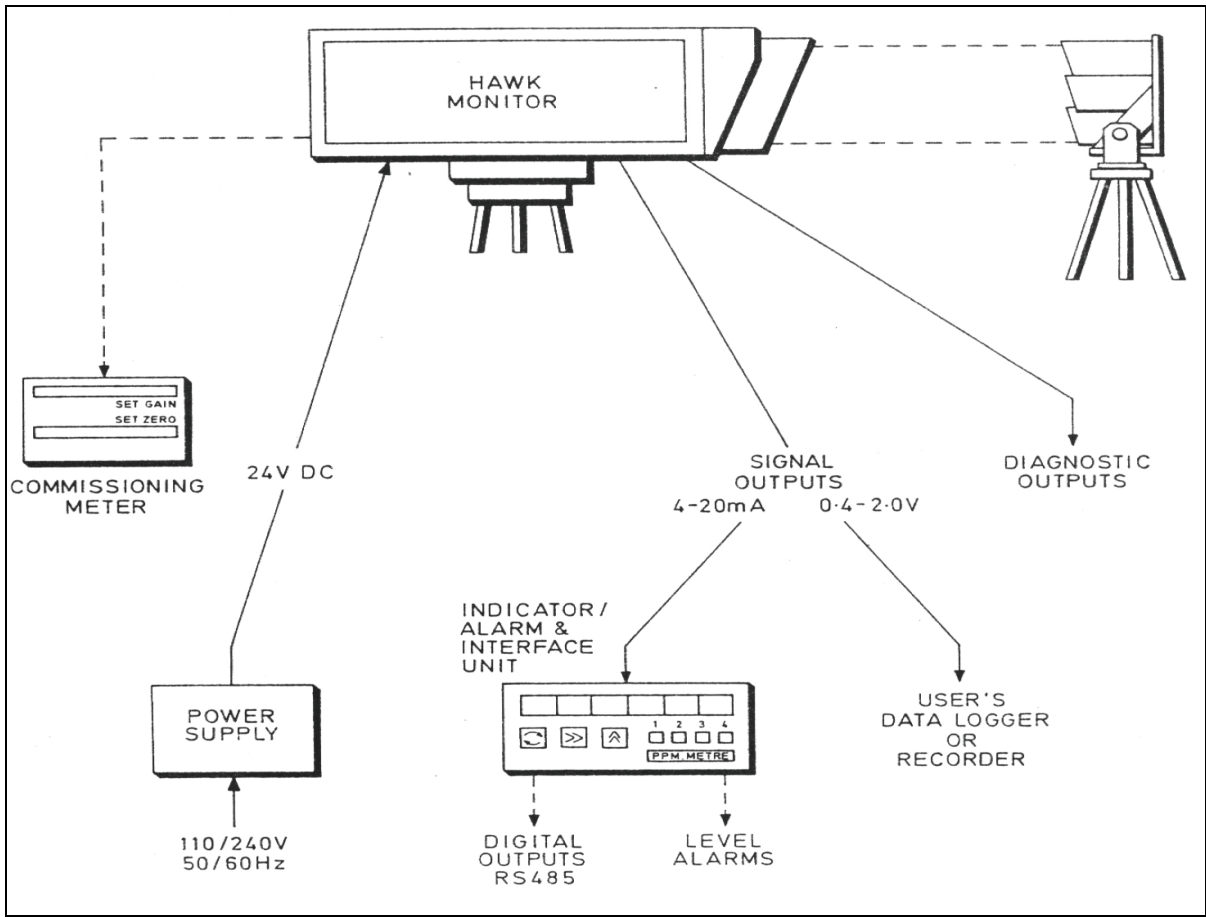 HAWK
MONITOR
SET GAIN
SET ZERO
COMMISSIONING
METER
24V DC
SIGNAL
OUTPUTS
4-20mA 0·4-2·0V
DIAGNOSTIC
OUTPUTS
INDICATOR/
ALARM &
INTERFACE
UNIT
1 2 3 4
PPM.METRE
POWER
SUPPLY
USER'S
DATA LOGGER
OR
RECORDER
110/240V
50/60Hz
DIGITAL
OUTPUTS
RS485
LEVEL
ALARMS